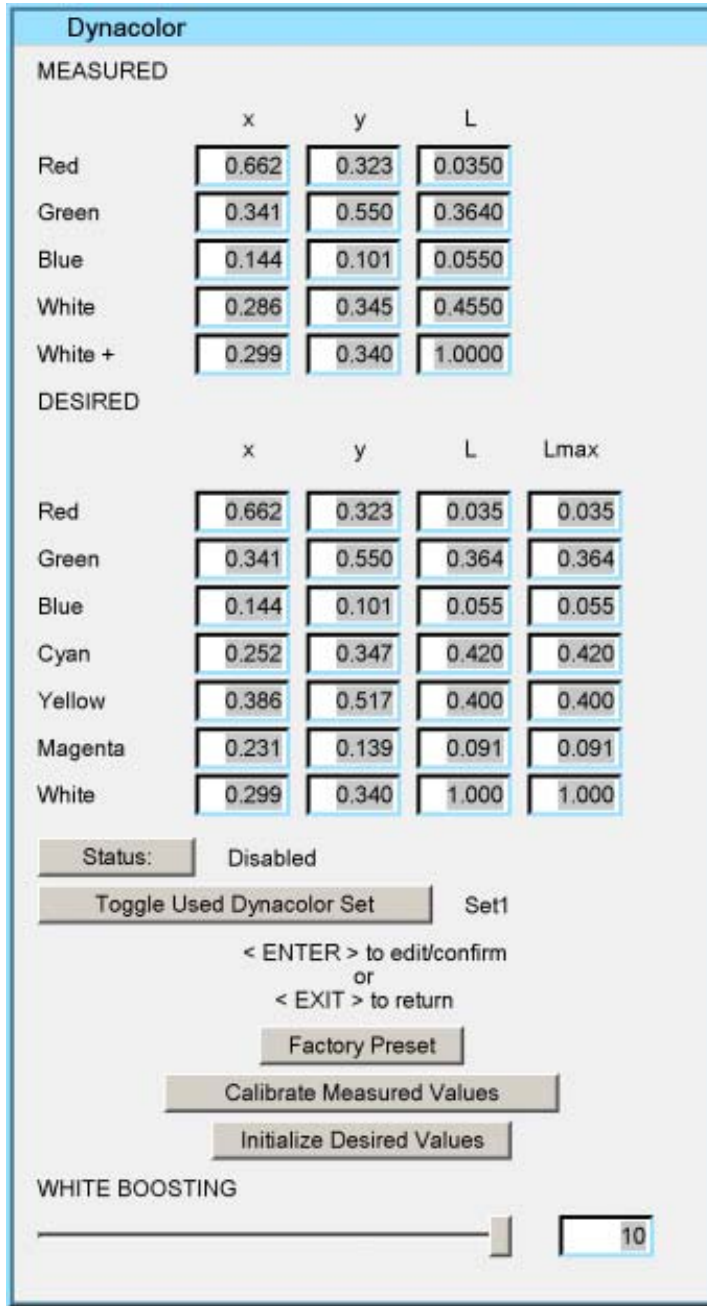 Dynacolor
MEASURED
x y L
Red 0.662 0.323 0.0350
Green 0.341 0.550 0.3640
Blue 0.144 0.101 0.0550
White 0.286 0.345 0.4550
White + 0.299 0.340 1.0000
DESIRED
x y L Lmax
Red 0.662 0.323 0.035 0.035
Green 0.341 0.550 0.364 0.364
Blue 0.144 0.101 0.055 0.055
Cyan 0.252 0.347 0.420 0.420
Yellow 0.386 0.517 0.400 0.400
Magenta 0.231 0.139 0.091 0.091
White 0.299 0.340 1.000 1.000
Status: Disabled
Toggle Used Dynacolor Set Set1
< ENTER > to edit/confirm
or
< EXIT > to return
Factory Preset
Calibrate Measured Values
Initialize Desired Values
WHITE BOOSTING
10